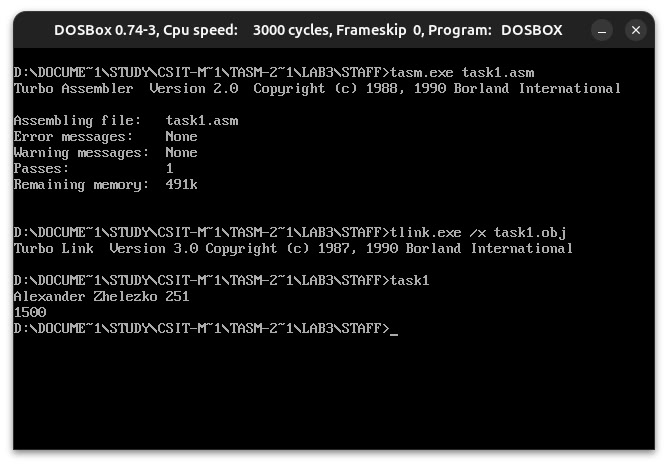 DOSBox 0.74-3, Cpu speed:    3000 cycles, Frameskip  0, Program:   DOSBOX
D:\DOCUME~1\STUDY\CSIT-M~1\TASM-2~1\LAB3\STAFF>tasm.exe task1.asm
Turbo Assembler  Version 2.0  Copyright (c) 1988, 1990 Borland International
Assembling file:   task1.asm
Error messages:    None
Warning messages:  None
Passes:            1
Remaining memory:  491k
D:\DOCUME~1\STUDY\CSIT-M~1\TASM-2~1\LAB3\STAFF>tlink.exe /x task1.obj
Turbo Link  Version 3.0 Copyright (c) 1987, 1990 Borland International
D:\DOCUME~1\STUDY\CSIT-M~1\TASM-2~1\LAB3\STAFF>task1
Alexander Zhelezko 251
1500
D:\DOCUME~1\STUDY\CSIT-M~1\TASM-2~1\LAB3\STAFF>_